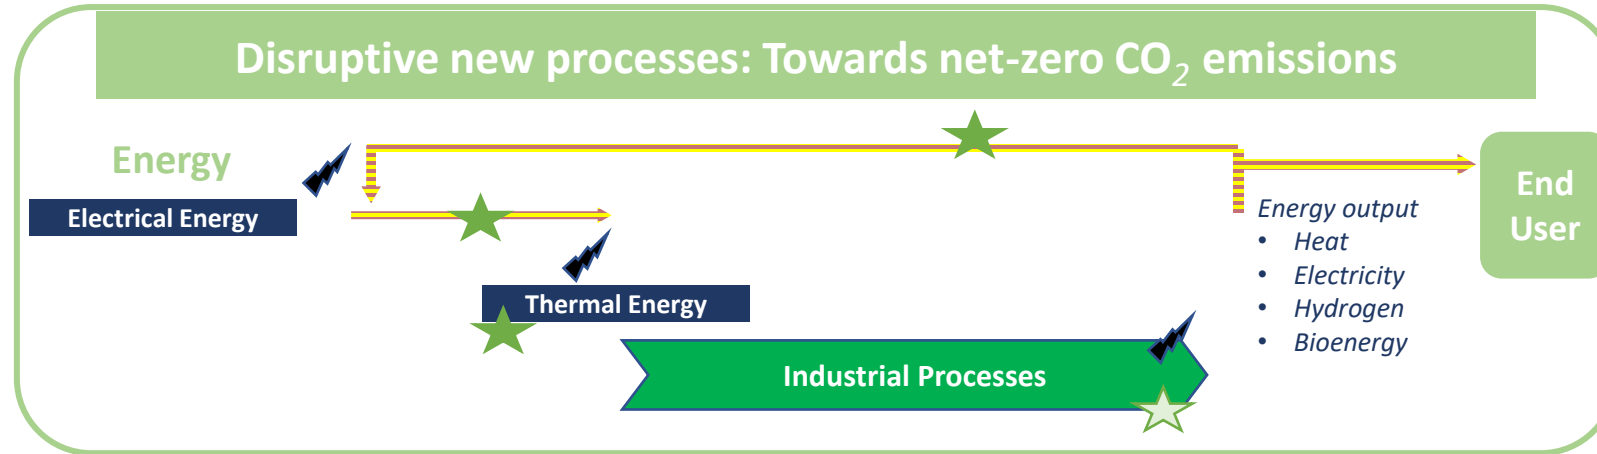 Disruptive new processes: Towards net-zero CO2 emissions
Energy
Electrical Energy
Thermal Energy
Industrial Processes
Energy output
• Heat
• Electricity
• Hydrogen
• Bioenergy
End
User